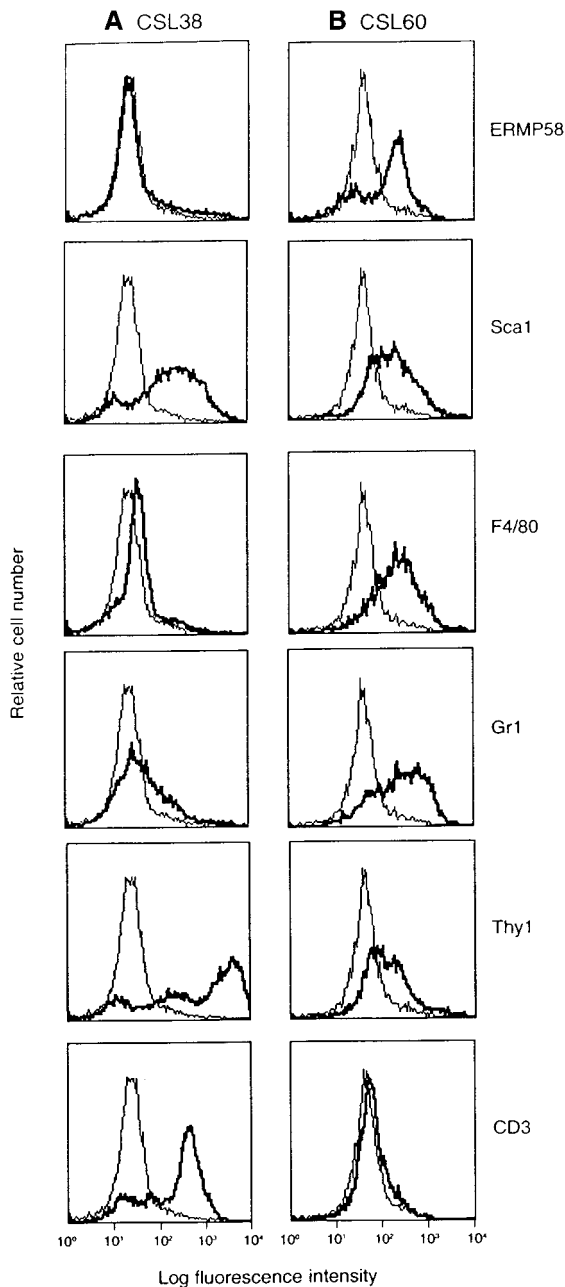 A CSL38 B CSL60
ERMP58
Sca1
F4/80
Gr1
Thy1
CD3
Relative cell number
10⁰ 10¹ 10² 10³ 10⁴ 10⁰ 10¹ 10² 10³ 10⁴
Log fluorescence intensity